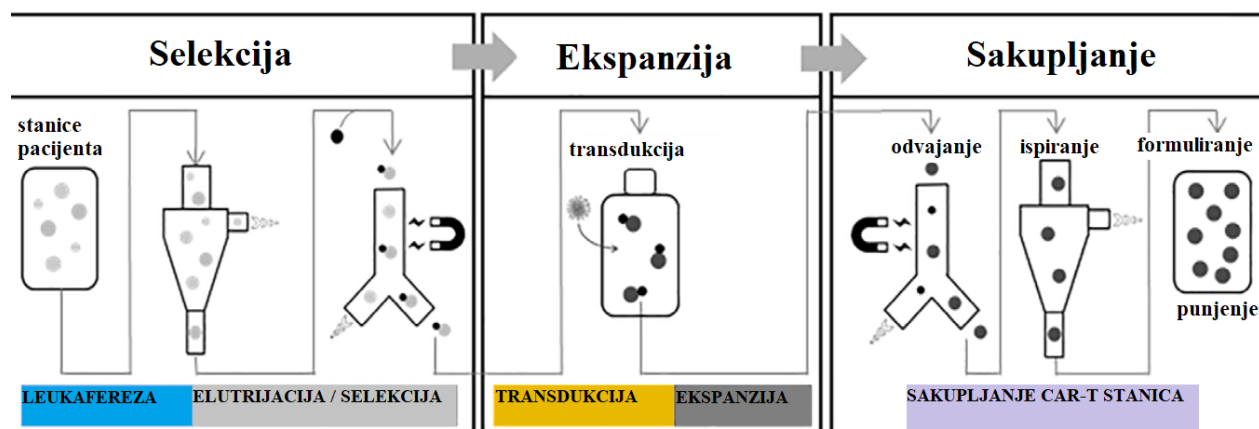 Selekcija
Ekspanzija
Sakupljanje
stanice
pacijenta
transdukcija
odvajanje
ispiranje
formuliranje
punjenje
LEUKAFEREZA
ELUTRIJACIJA / SELEKCIJA
TRANSDUKCIJA
EKSPANZIJA
SAKUPLJANJE CAR-T STANICA